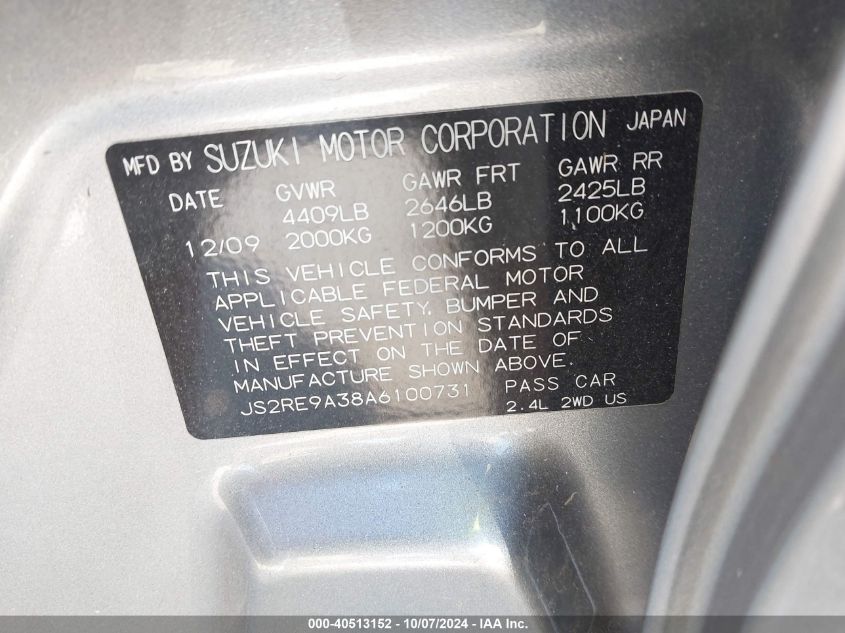 MFD BY SUZUKI MOTOR CORPORATION JAPAN
DATE GVWR GAWR FRT GAWR RR
4409LB 2646LB 2425LB
12/09 2000KG 1200KG 1100KG
THIS VEHICLE CONFORMS TO ALL
APPLICABLE FEDERAL MOTOR
VEHICLE SAFETY, BUMPER AND
THEFT PREVENTION STANDARDS
IN EFFECT ON THE DATE OF
MANUFACTURE SHOWN ABOVE.
JS2RE9A38A6100731 PASS CAR
2.4L 2WD US
000-40513152 - 10/07/2024 - IAA Inc.